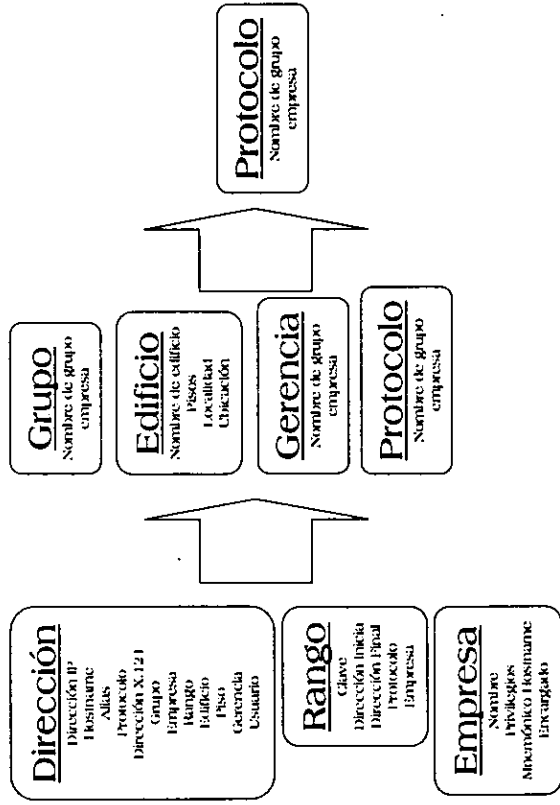 Dirección
Dirección IP
Hostname
Alias
Protocolo
Dirección X.121
Grupo
Empresa
Rango
Edificio
Piso
Gerencia
Usuario
Rango
Clave
Dirección Inicia
Dirección Final
Protocolo
Empresa
Empresa
Nombre
Privilegios
Mnemónico Hostname
Encargado
Grupo
Nombre de grupo
empresa
Edificio
Nombre de edificio
Pisos
Localidad
Ubicación
Gerencia
Nombre de grupo
empresa
Protocolo
Nombre de grupo
empresa
Protocolo
Nombre de grupo
empresa